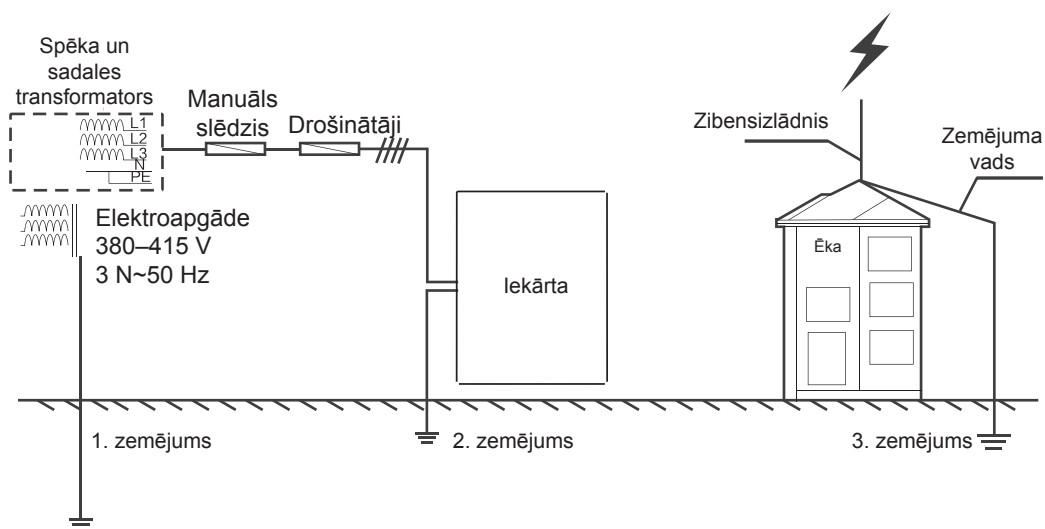 Spēka un
sadales
transformators
L1
L2
L3
N
PE
Manuāls
slēdzis
Drošinātāji
Elektroapgāde
380–415 V
3 N~50 Hz
Iekārta
Zibensizlādnis
Zemējuma
vads
Ēka
1. zemējums
2. zemējums
3. zemējums